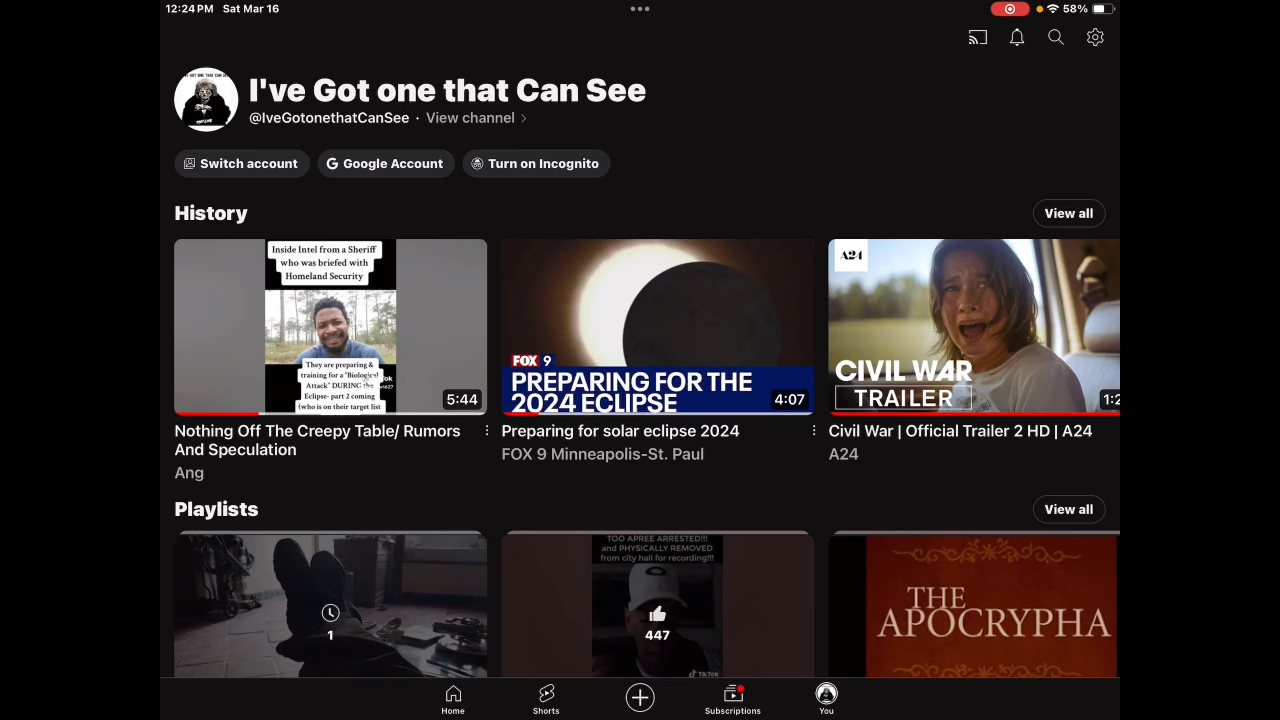 12:24 PM Sat Mar 16
58%
I've Got one that Can See
@IveGotonethatCanSee · View channel >
Switch account
Google Account
Turn on Incognito
History
View all
Inside Intel from a Sheriff
who was briefed with
Homeland Security
They are preparing &
training for a "Biological
Attack" DURING the
Eclipse- part 2 coming
(who is on their target list
5:44
Nothing Off The Creepy Table/ Rumors
And Speculation
Ang
FOX 9
PREPARING FOR THE
2024 ECLIPSE
4:07
Preparing for solar eclipse 2024
FOX 9 Minneapolis-St. Paul
A24
CIVIL WAR
TRAILER
1:2
Civil War | Official Trailer 2 HD | A24
A24
Playlists
View all
1
TOO APREE ARRESTED!!!
and PHYSICALLY REMOVED
from city hall for recording!!!
447
TikTok
THE
APOCRYPHA
Home
Shorts
Subscriptions
You